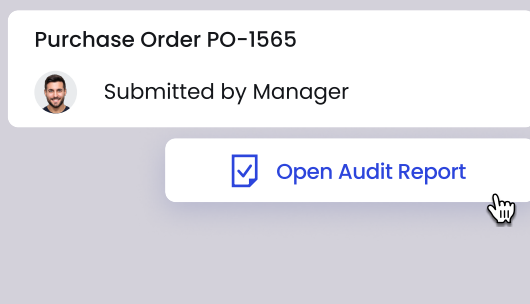 Purchase Order PO-1565
Submitted by Manager
Open Audit Report